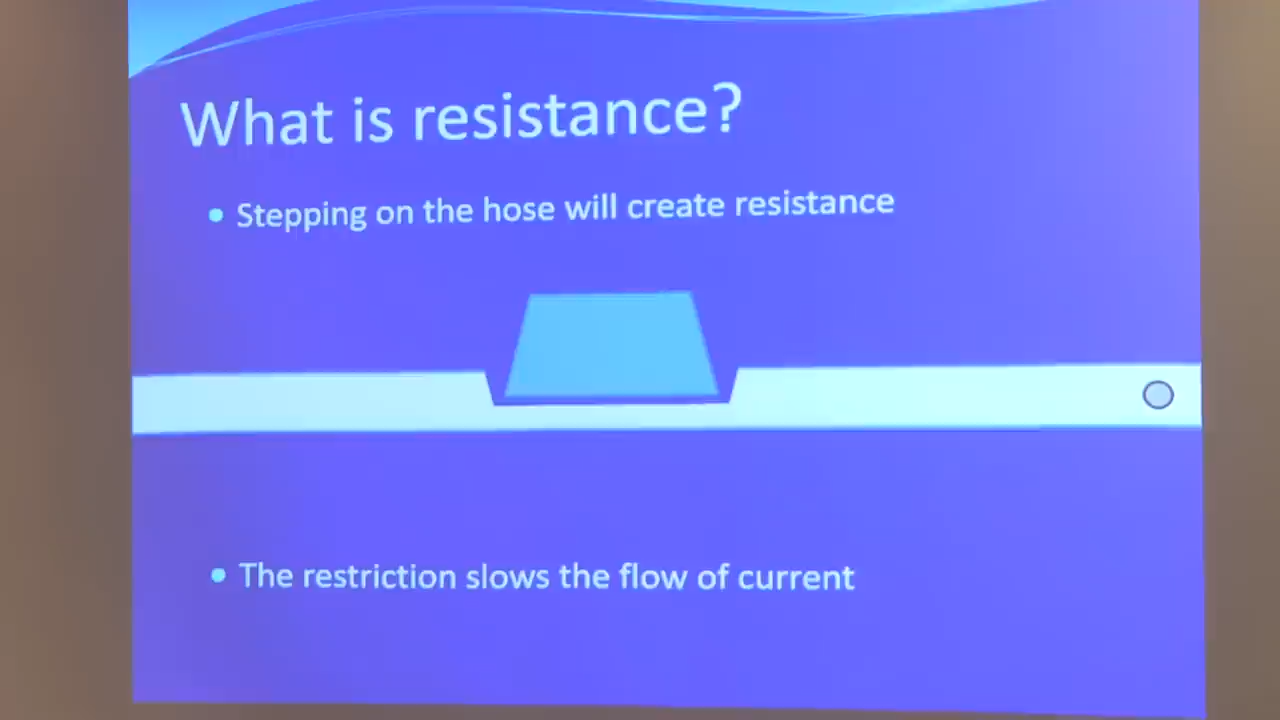 What is resistance?
Stepping on the hose will create resistance
The restriction slows the flow of current